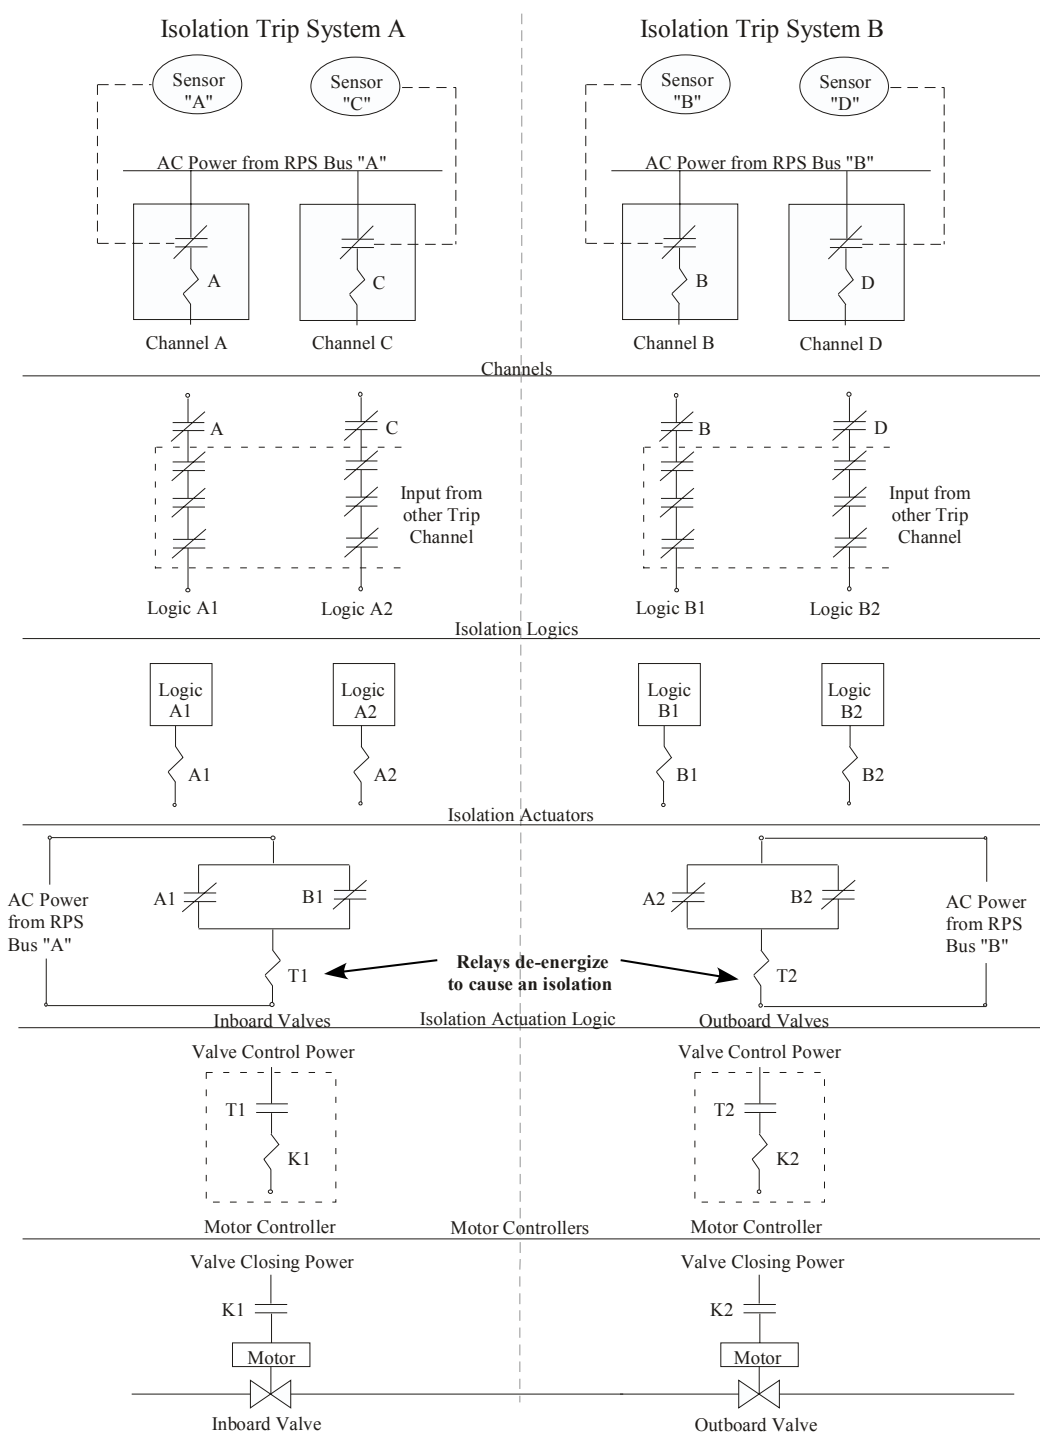 Isolation Trip System A
Isolation Trip System B
Sensor
"A"
Sensor
"C"
Sensor
"B"
Sensor
"D"
AC Power from RPS Bus "A"
AC Power from RPS Bus "B"
A
C
B
D
Channel A
Channel C
Channel B
Channel D
Channels
A
C
B
D
Input from
other Trip
Channel
Input from
other Trip
Channel
Logic A1
Logic A2
Logic B1
Logic B2
Isolation Logics
Logic
A1
Logic
A2
Logic
B1
Logic
B2
A1
A2
B1
B2
Isolation Actuators
AC Power
from RPS
Bus "A"
A1
B1
A2
B2
AC Power
from RPS
Bus "B"
T1
Relays de-energize
to cause an isolation
T2
Inboard Valves
Isolation Actuation Logic
Outboard Valves
Valve Control Power
Valve Control Power
T1
T2
K1
K2
Motor Controller
Motor Controllers
Motor Controller
Valve Closing Power
Valve Closing Power
K1
K2
Motor
Motor
Inboard Valve
Outboard Valve